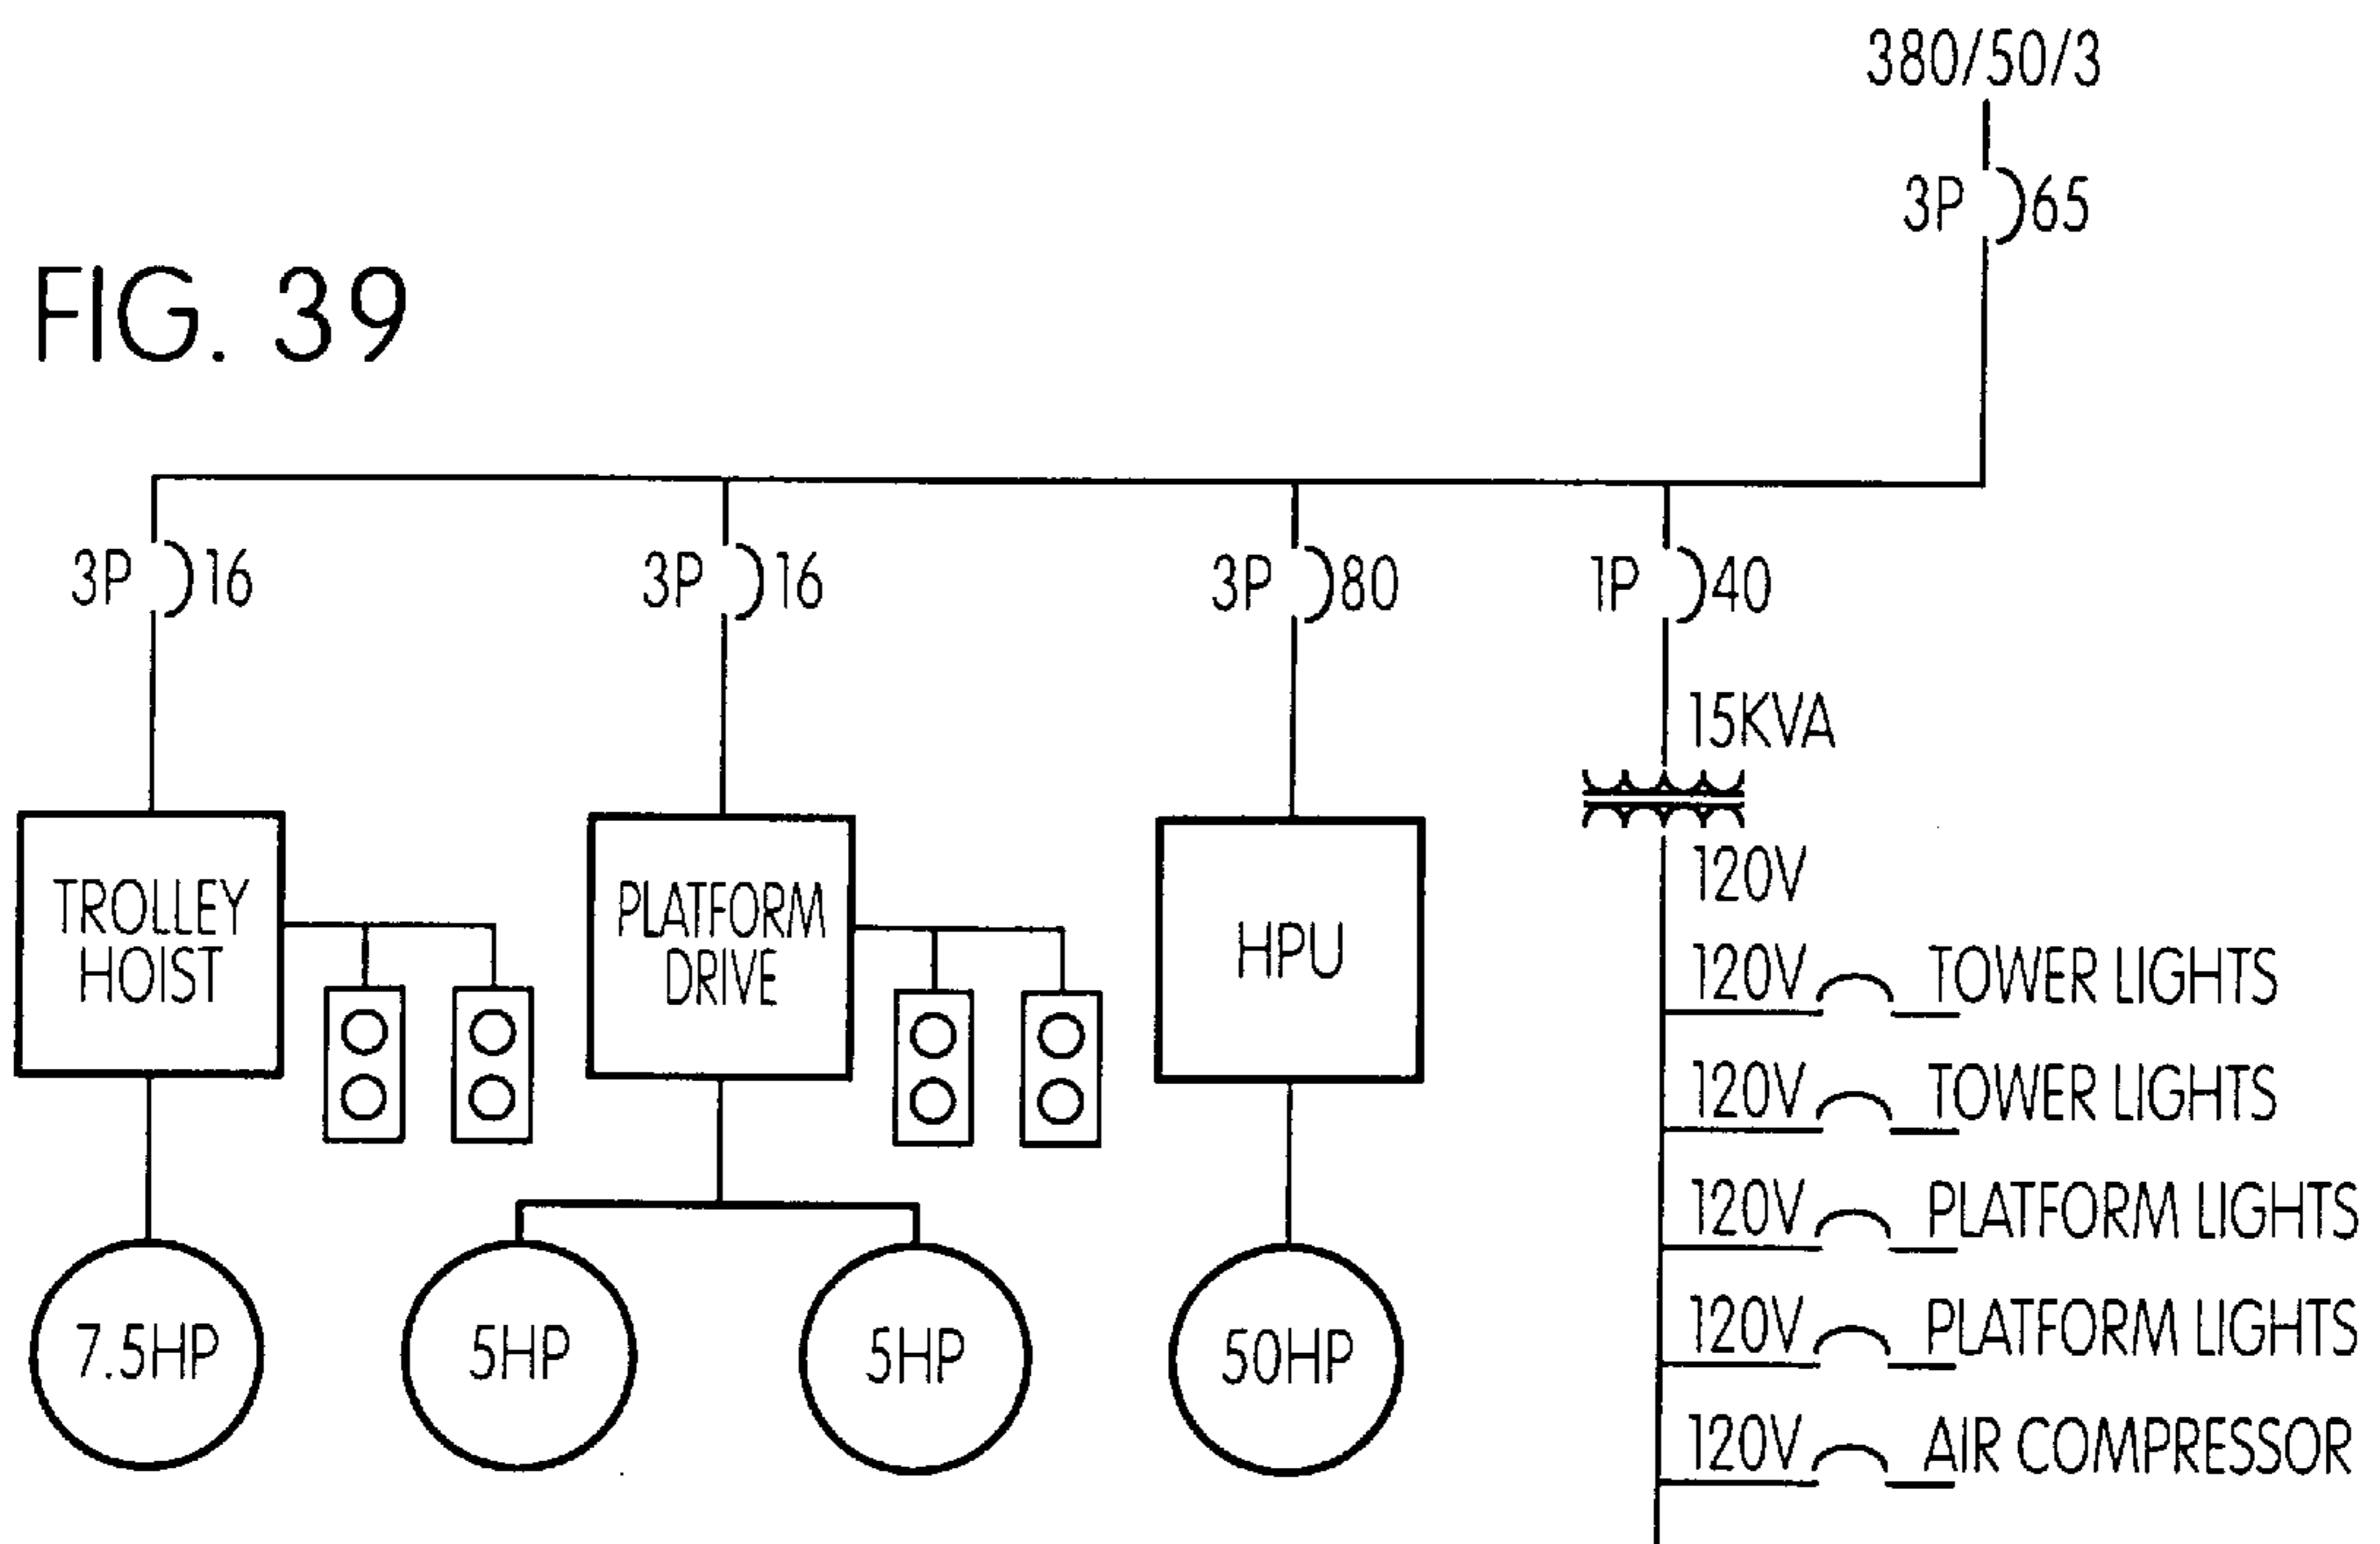 380/50/3
3P 65
FIG. 39
3P 16
3P 16
3P 80
1P 40
15KVA
TROLLEY
HOIST
PLATFORM
DRIVE
HPU
120V
120V TOWER LIGHTS
120V TOWER LIGHTS
120V PLATFORM LIGHTS
120V PLATFORM LIGHTS
120V AIR COMPRESSOR
7.5HP
5HP
5HP
50HP